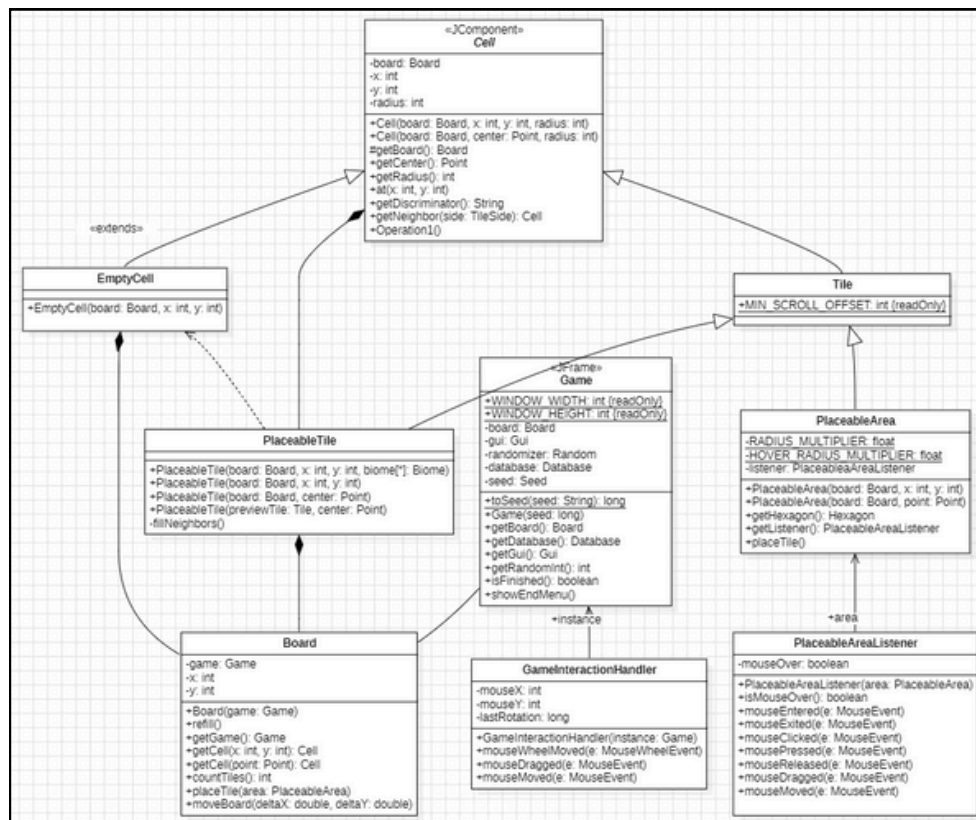 «JComponent»
Cell
-board: Board
-x: int
-y: int
-radius: int
+Cell(board: Board, x: int, y: int, radius: int)
+Cell(board: Board, center: Point, radius: int)
#getBoard(): Board
+getCenter(): Point
+getRadius(): int
+at(x: int, y: int)
+getDiscriminator(): String
+getNeighbor(side: TileSide): Cell
+Operation1()
«extends»
EmptyCell
+EmptyCell(board: Board, x: int, y: int)
Tile
+MIN_SCROLL_OFFSET: int {readOnly}
«JFrame»
Game
+WINDOW_WIDTH: int {readOnly}
+WINDOW_HEIGHT: int {readOnly}
-board: Board
-gui: Gui
-randomizer: Random
-database: Database
-seed: Seed
+toSeed(seed: String): long
+Game(seed: long)
+getBoard(): Board
+getDatabase(): Database
+getGui(): Gui
+getRandomInt(): int
+isFinished(): boolean
+showEndMenu()
PlaceableTile
+PlaceableTile(board: Board, x: int, y: int, biome[*]: Biome)
+PlaceableTile(board: Board, x: int, y: int)
+PlaceableTile(board: Board, center: Point)
+PlaceableTile(previewTile: Tile, center: Point)
-fillNeighbors()
PlaceableArea
-RADIUS_MULTIPLIER: float
-HOVER_RADIUS_MULTIPLIER: float
-listener: PlaceableaAreaListener
+PlaceableArea(board: Board, x: int, y: int)
+PlaceableArea(board: Board, point: Point)
+getHexagon(): Hexagon
+getListener(): PlaceableAreaListener
+placeTile()
+instance
+area
Board
-game: Game
-x: int
-y: int
+Board(game: Game)
+refill()
+getGame(): Game
+getCell(x: int, y: int): Cell
+getCell(point: Point): Cell
+countTiles(): int
+placeTile(area: PlaceableArea)
+moveBoard(deltaX: double, deltaY: double)
GameInteractionHandler
-mouseX: int
-mouseY: int
-lastRotation: long
+GameInteractionHandler(instance: Game)
+mouseWheelMoved(e: MouseWheelEvent)
+mouseDragged(e: MouseEvent)
+mouseMoved(e: MouseEvent)
PlaceableAreaListener
-mouseOver: boolean
+PlaceableAreaListener(area: PlaceableArea)
+isMouseOver(): boolean
+mouseEntered(e: MouseEvent)
+mouseExited(e: MouseEvent)
+mouseClicked(e: MouseEvent)
+mousePressed(e: MouseEvent)
+mouseReleased(e: MouseEvent)
+mouseDragged(e: MouseEvent)
+mouseMoved(e: MouseEvent)